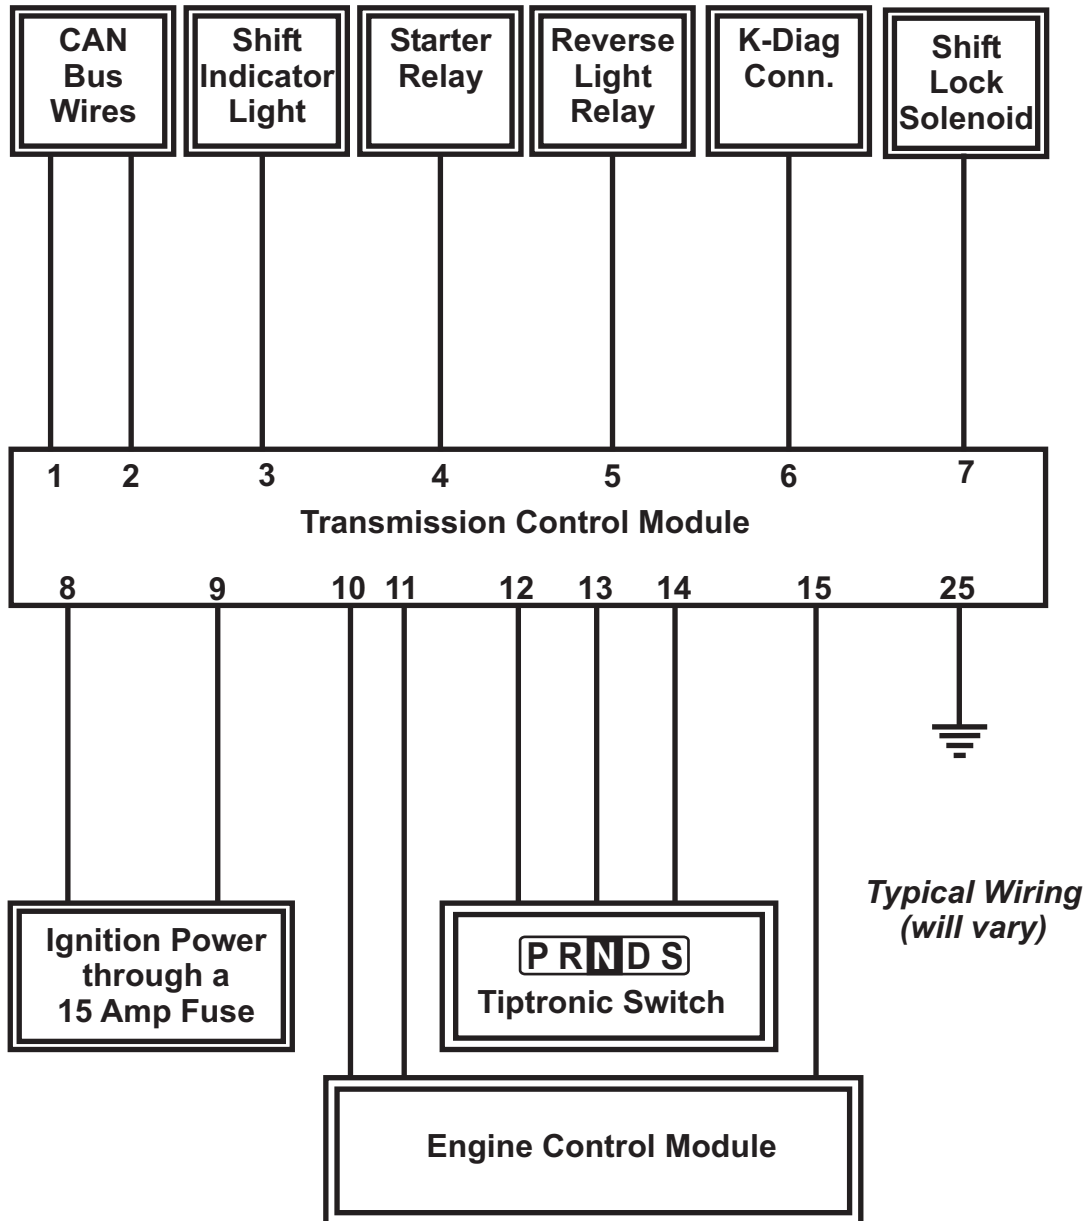 CAN
Bus
Wires
Shift
Indicator
Light
Starter
Relay
Reverse
Light
Relay
K-Diag
Conn.
Shift
Lock
Solenoid
1 2 3 4 5 6 7
Transmission Control Module
8 9 10 11 12 13 14 15 25
Ignition Power
through a
15 Amp Fuse
P R N D S
Tiptronic Switch
Typical Wiring
(will vary)
Engine Control Module